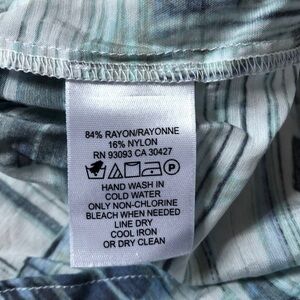 84% RAYON/RAYONNE
16% NYLON
RN 93093 CA 30427
P
HAND WASH IN
COLD WATER
ONLY NON-CHLORINE
BLEACH WHEN NEEDED
LINE DRY
COOL IRON
OR DRY CLEAN